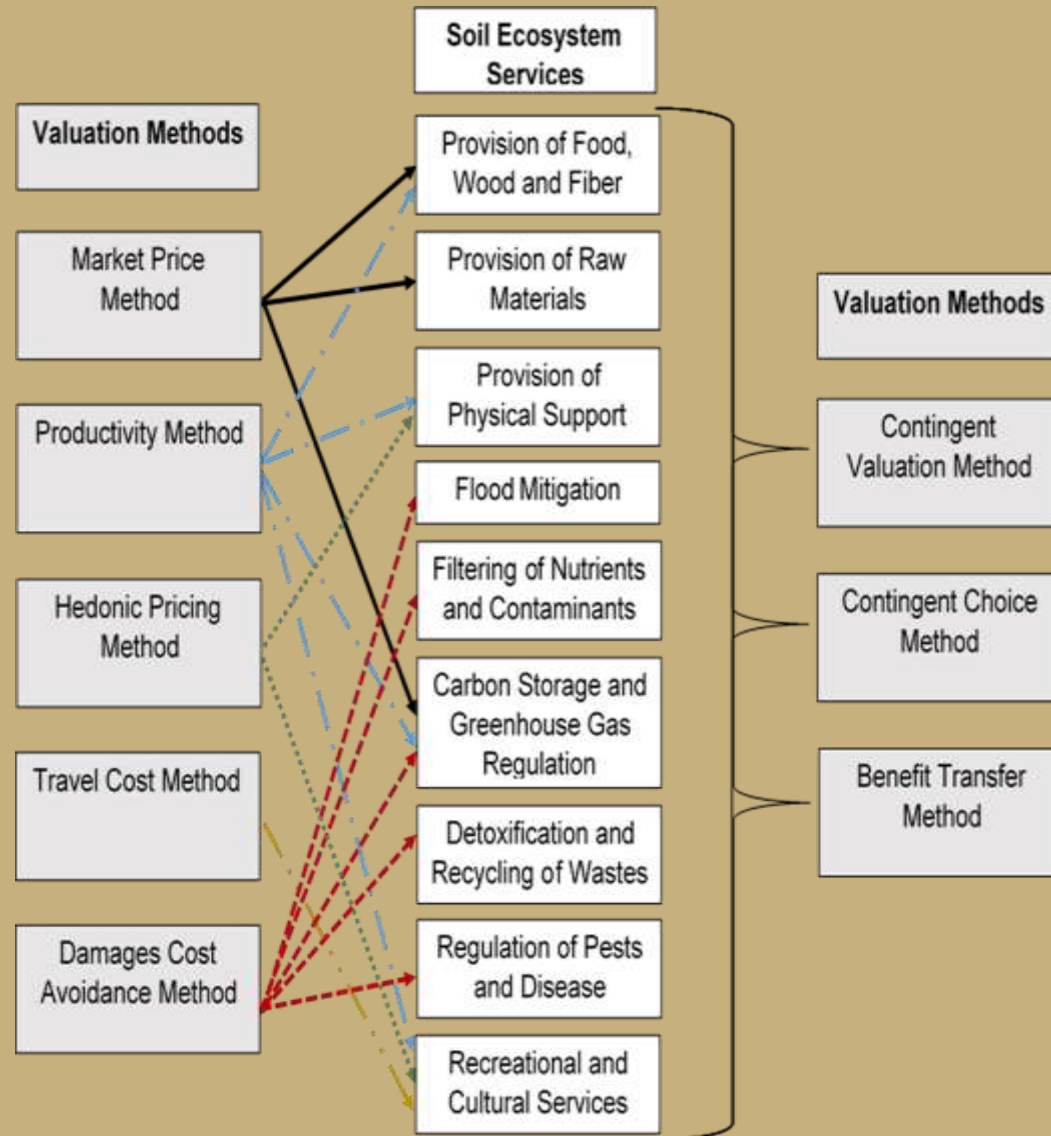 Valuation Methods
Market Price
Method
Productivity Method
Hedonic Pricing
Method
Travel Cost Method
Damages Cost
Avoidance Method
Soil Ecosystem
Services
Provision of Food,
Wood and Fiber
Provision of Raw
Materials
Provision of
Physical Support
Flood Mitigation
Filtering of Nutrients
and Contaminants
Carbon Storage and
Greenhouse Gas
Regulation
Detoxification and
Recycling of Wastes
Regulation of Pests
and Disease
Recreational and
Cultural Services
Valuation Methods
Contingent
Valuation Method
Contingent Choice
Method
Benefit Transfer
Method